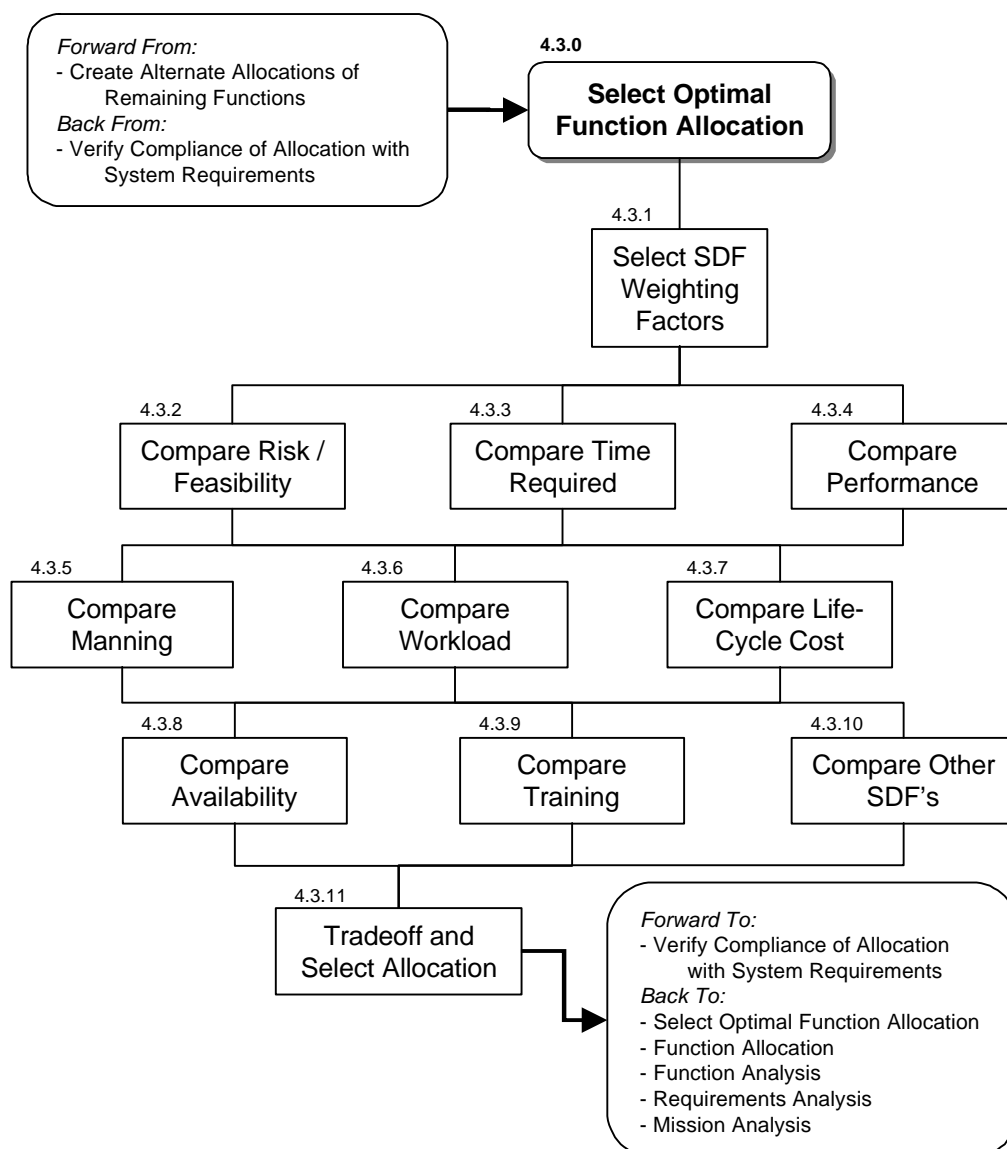 Forward From:
- Create Alternate Allocations of
Remaining Functions
Back From:
- Verify Compliance of Allocation with
System Requirements
4.3.0
Select Optimal
Function Allocation
4.3.1
Select SDF
Weighting
Factors
4.3.2
Compare Risk /
Feasibility
4.3.3
Compare Time
Required
4.3.4
Compare
Performance
4.3.5
Compare
Manning
4.3.6
Compare
Workload
4.3.7
Compare Life-
Cycle Cost
4.3.8
Compare
Availability
4.3.9
Compare
Training
4.3.10
Compare Other
SDF's
4.3.11
Tradeoff and
Select Allocation
Forward To:
- Verify Compliance of Allocation
with System Requirements
Back To:
- Select Optimal Function Allocation
- Function Allocation
- Function Analysis
- Requirements Analysis
- Mission Analysis